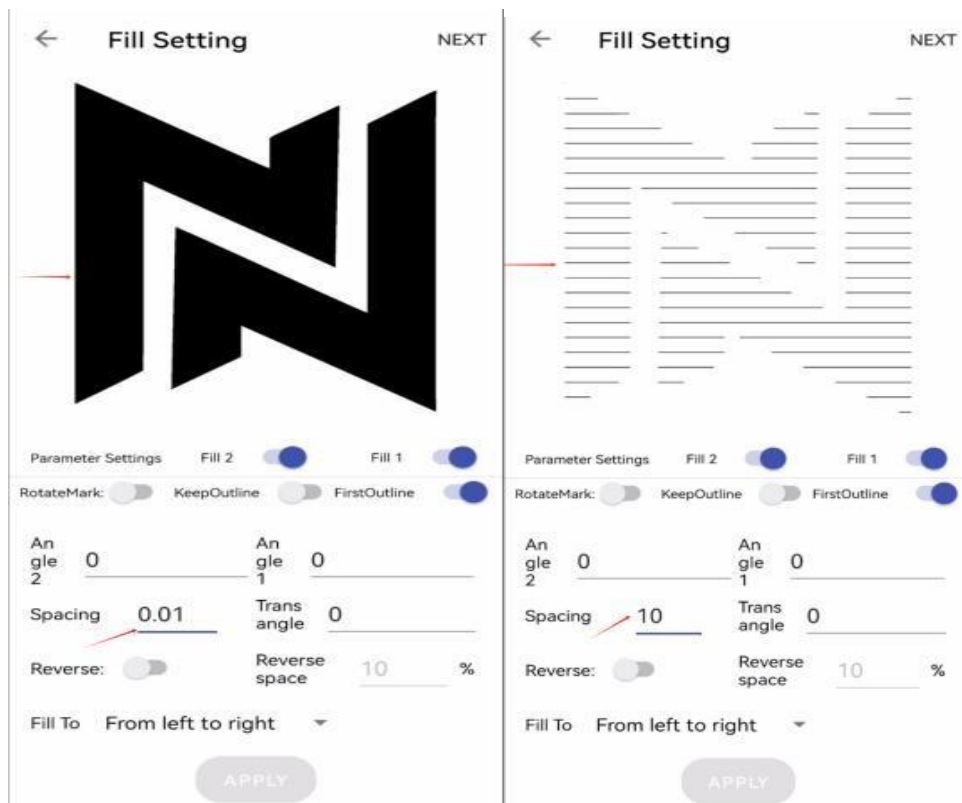 Fill Setting
NEXT
Parameter Settings Fill 2 Fill 1
RotateMark: KeepOutline FirstOutline
An
gle
2
0
An
gle
1
0
Spacing 0.01
Trans
angle
0
Reverse:
Reverse
space
10 %
Fill To From left to right
APPLY
Fill Setting
NEXT
Parameter Settings Fill 2 Fill 1
RotateMark: KeepOutline FirstOutline
An
gle
2
0
An
gle
1
0
Spacing 10
Trans
angle
0
Reverse:
Reverse
space
10 %
Fill To From left to right
APPLY